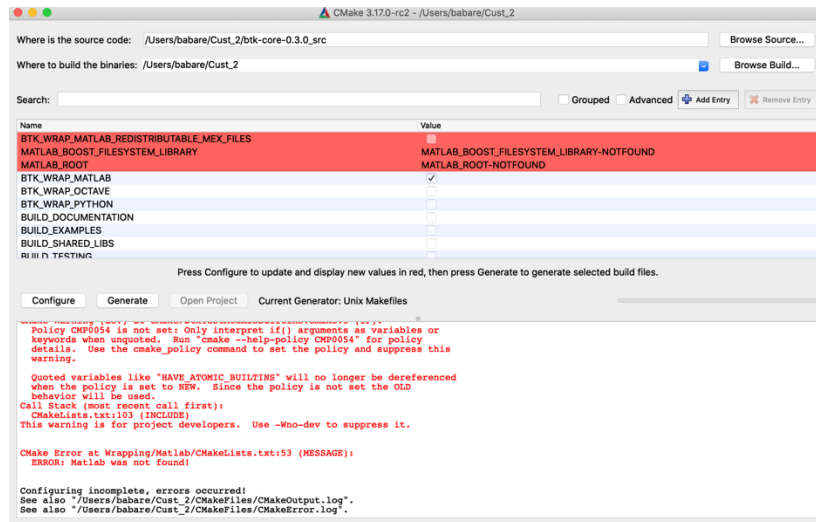 CMake 3.17.0-rc2 - /Users/babare/Cust_2
Where is the source code: /Users/babare/Cust_2/btk-core-0.3.0_src Browse Source...
Where to build the binaries: /Users/babare/Cust_2 Browse Build...
Search: Grouped Advanced Add Entry Remove Entry
Name Value
BTK_WRAP_MATLAB_REDISTRIBUTABLE_MEX_FILES
MATLAB_BOOST_FILESYSTEM_LIBRARY MATLAB_BOOST_FILESYSTEM_LIBRARY-NOTFOUND
MATLAB_ROOT MATLAB_ROOT-NOTFOUND
BTK_WRAP_MATLAB
BTK_WRAP_OCTAVE
BTK_WRAP_PYTHON
BUILD_DOCUMENTATION
BUILD_EXAMPLES
BUILD_SHARED_LIBS
BUILD_TESTING
Press Configure to update and display new values in red, then press Generate to generate selected build files.
Configure Generate Open Project Current Generator: Unix Makefiles
Policy CMP0054 is not set: Only interpret if() arguments as variables or
keywords when unquoted. Run "cmake --help-policy CMP0054" for policy
details. Use the cmake_policy command to set the policy and suppress this
warning.
Quoted variables like "HAVE_ATOMIC_BUILTINS" will no longer be dereferenced
when the policy is set to NEW. Since the policy is not set the OLD
behavior will be used.
Call Stack (most recent call first):
CMakeLists.txt:103 (INCLUDE)
This warning is for project developers. Use -Wno-dev to suppress it.
CMake Error at Wrapping/Matlab/CMakeLists.txt:53 (MESSAGE):
ERROR: Matlab was not found!
Configuring incomplete, errors occurred!
See also "/Users/babare/Cust_2/CMakeFiles/CMakeOutput.log".
See also "/Users/babare/Cust_2/CMakeFiles/CMakeError.log".